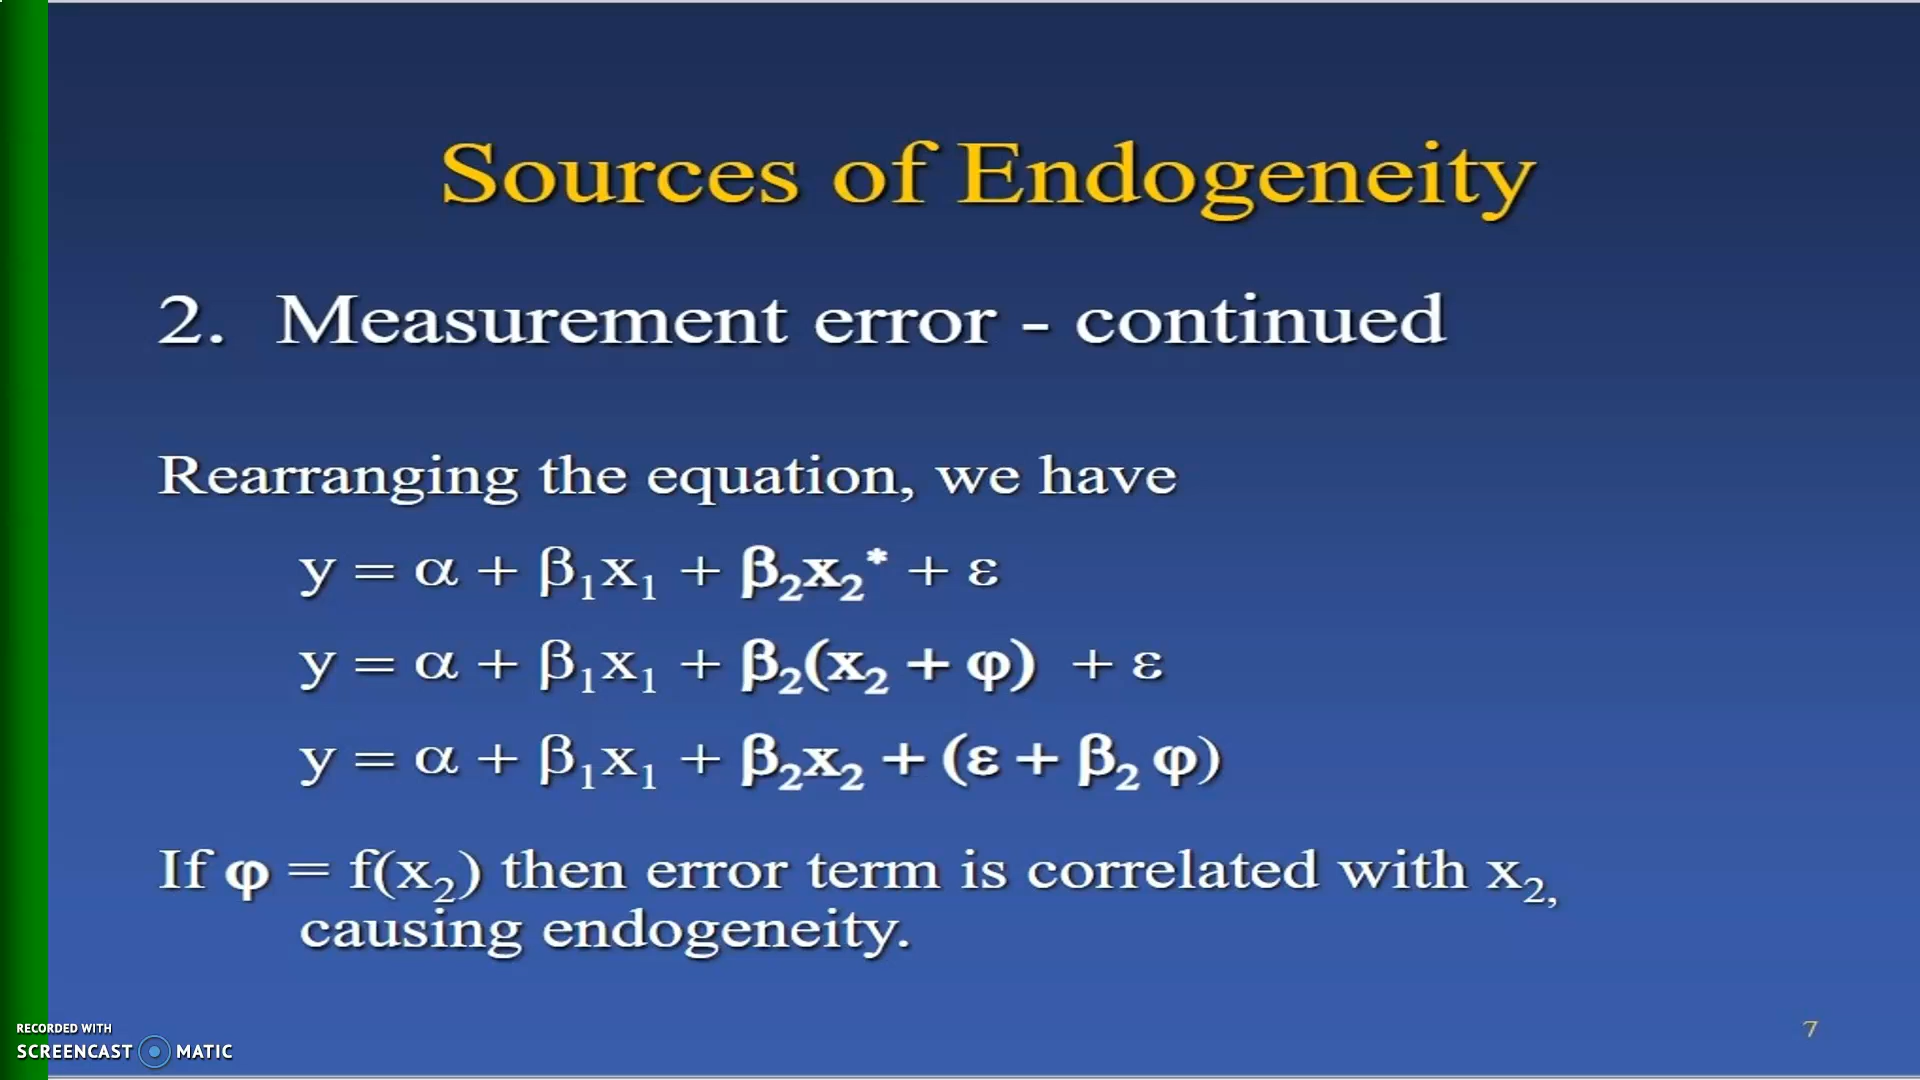 Sources of Endogeneity
2. Measurement error - continued
Rearranging the equation, we have
y = α + β₁x₁ + β₂x₂* + ε
y = α + β₁x₁ + β₂(x₂ + φ) + ε
y = α + β₁x₁ + β₂x₂ + (ε + β₂ φ)
If φ = f(x₂) then error term is correlated with x₂,
causing endogeneity.
RECORDED WITH
SCREENCAST MATIC
7